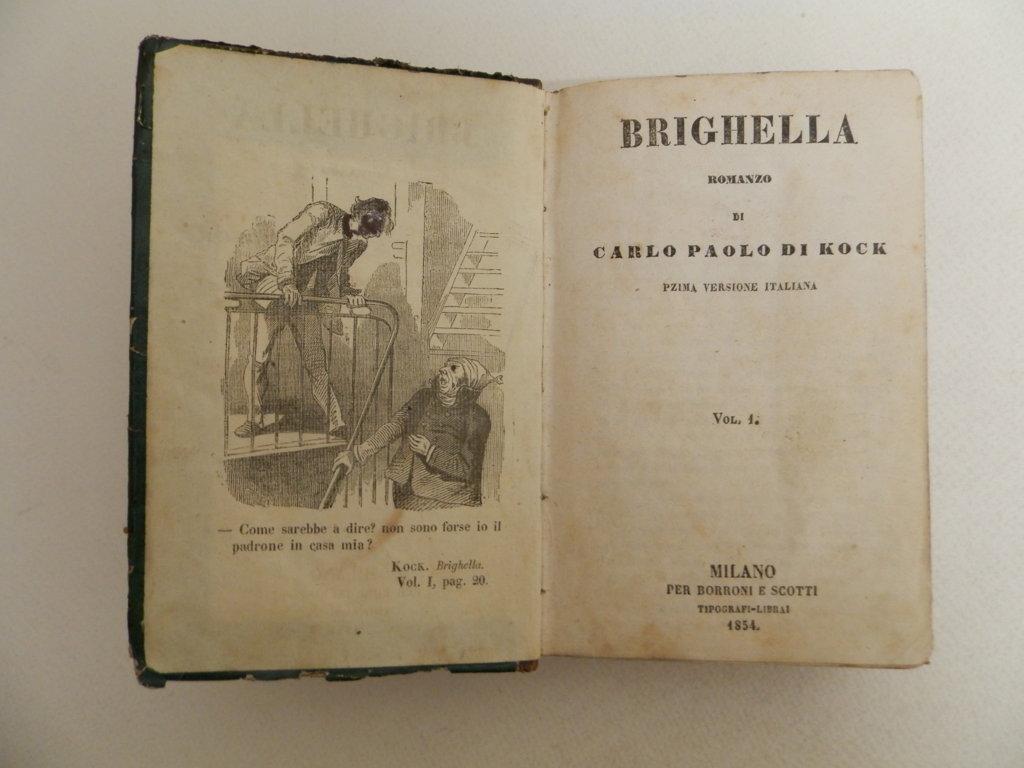 — Come sarebbe a dire? non sono forse io il
padrone in casa mia?
KOCK. Brighella.
Vol. I, pag. 20.
BRIGHELLA
ROMANZO
DI
CARLO PAOLO DI KOCK
PZIMA VERSIONE ITALIANA
VOL. 1.
MILANO
PER BORRONI E SCOTTI
TIPOGRAFI-LIBRAI
1854.